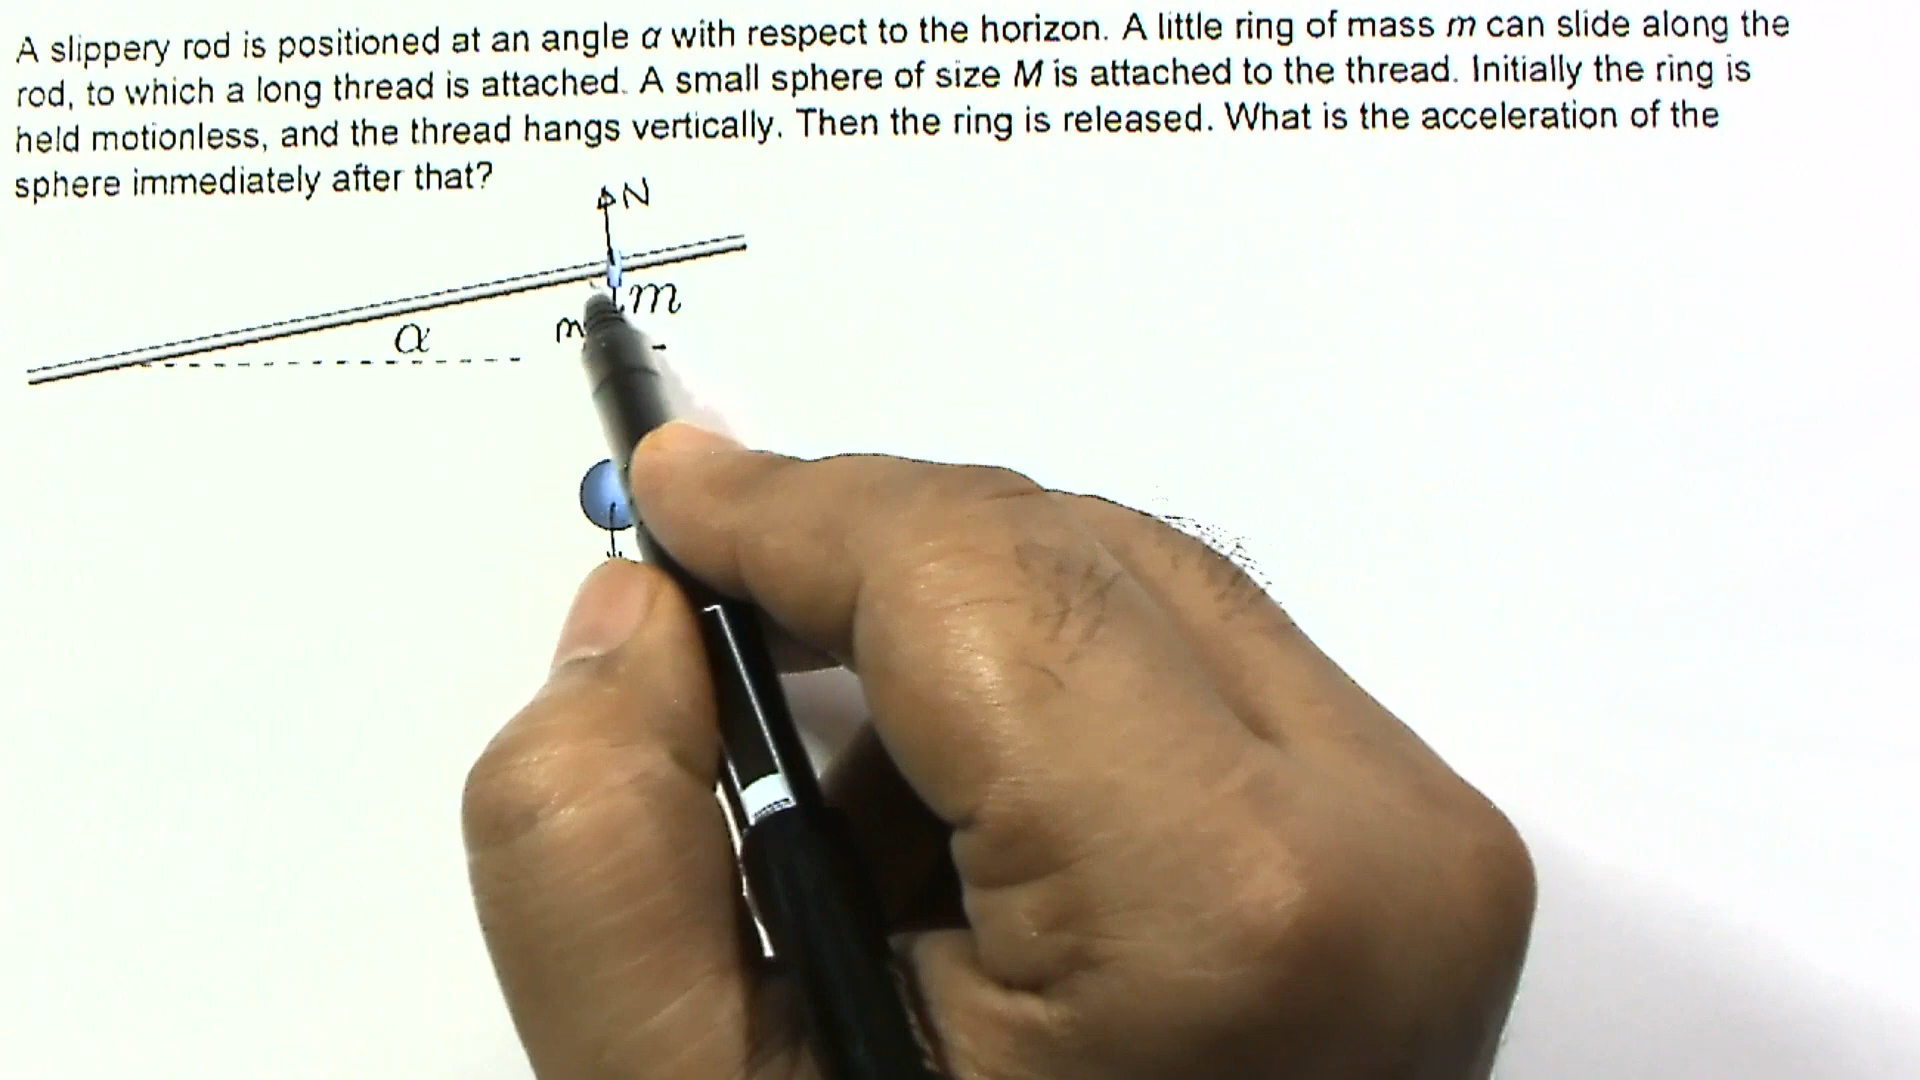 A slippery rod is positioned at an angle α with respect to the horizon. A little ring of mass m can slide along the
rod, to which a long thread is attached. A small sphere of size M is attached to the thread. Initially the ring is
held motionless, and the thread hangs vertically. Then the ring is released. What is the acceleration of the
sphere immediately after that?
N
m
m
α